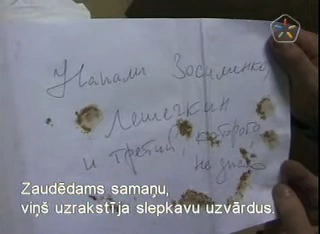 Напали Зосименко,
Лешечкин
и третий, которого
не знаю
Zaudēdams samaņu,
viņš uzrakstīja slepkavu uzvārdus.